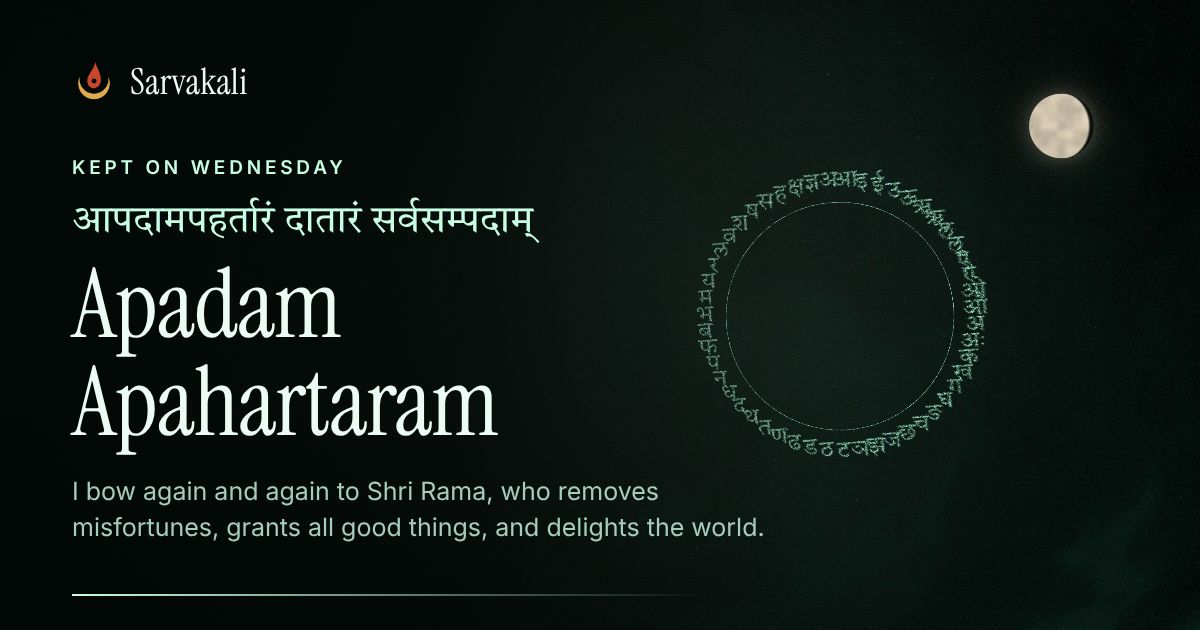 Sarvakali
KEPT ON WEDNESDAY
आपदामपहर्तारं दातारं सर्वसम्पदाम्
Apadam
Apahartaram
I bow again and again to Shri Rama, who removes
misfortunes, grants all good things, and delights the world.